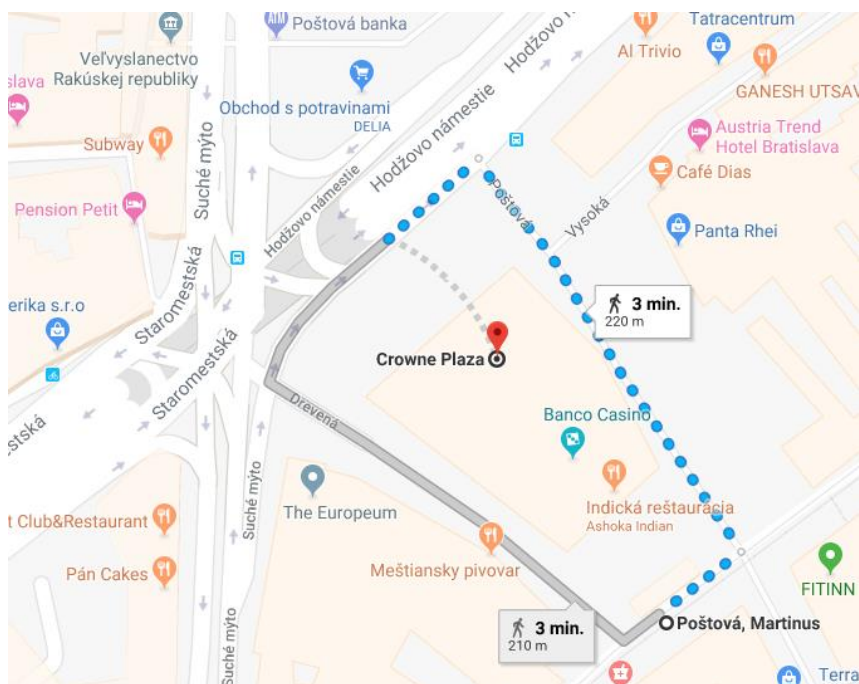 Veľvyslanectvo
Rakúskej republiky
ATM
Poštová banka
Hodžovo námestie
Al Trivio
Tatracentrum
GANESH UTSAV
slava
Obchod s potravinami
DELIA
Subway
Suché mýto
Hodžovo námestie
Hodžovo námestie
Austria Trend
Hotel Bratislava
Café Dias
Pension Petit
Poštová
Vysoká
Panta Rhei
erika s.r.o
Staromestská
Staromestská
3 min.
220 m
Crowne Plaza
estská
Drevená
Banco Casino
Suché mýto
The Europeum
Indická reštaurácia
Ashoka Indian
t Club&Restaurant
Suché mýto
Pán Cakes
Meštiansky pivovar
FITINN
3 min.
210 m
Poštová, Martinus
Terra